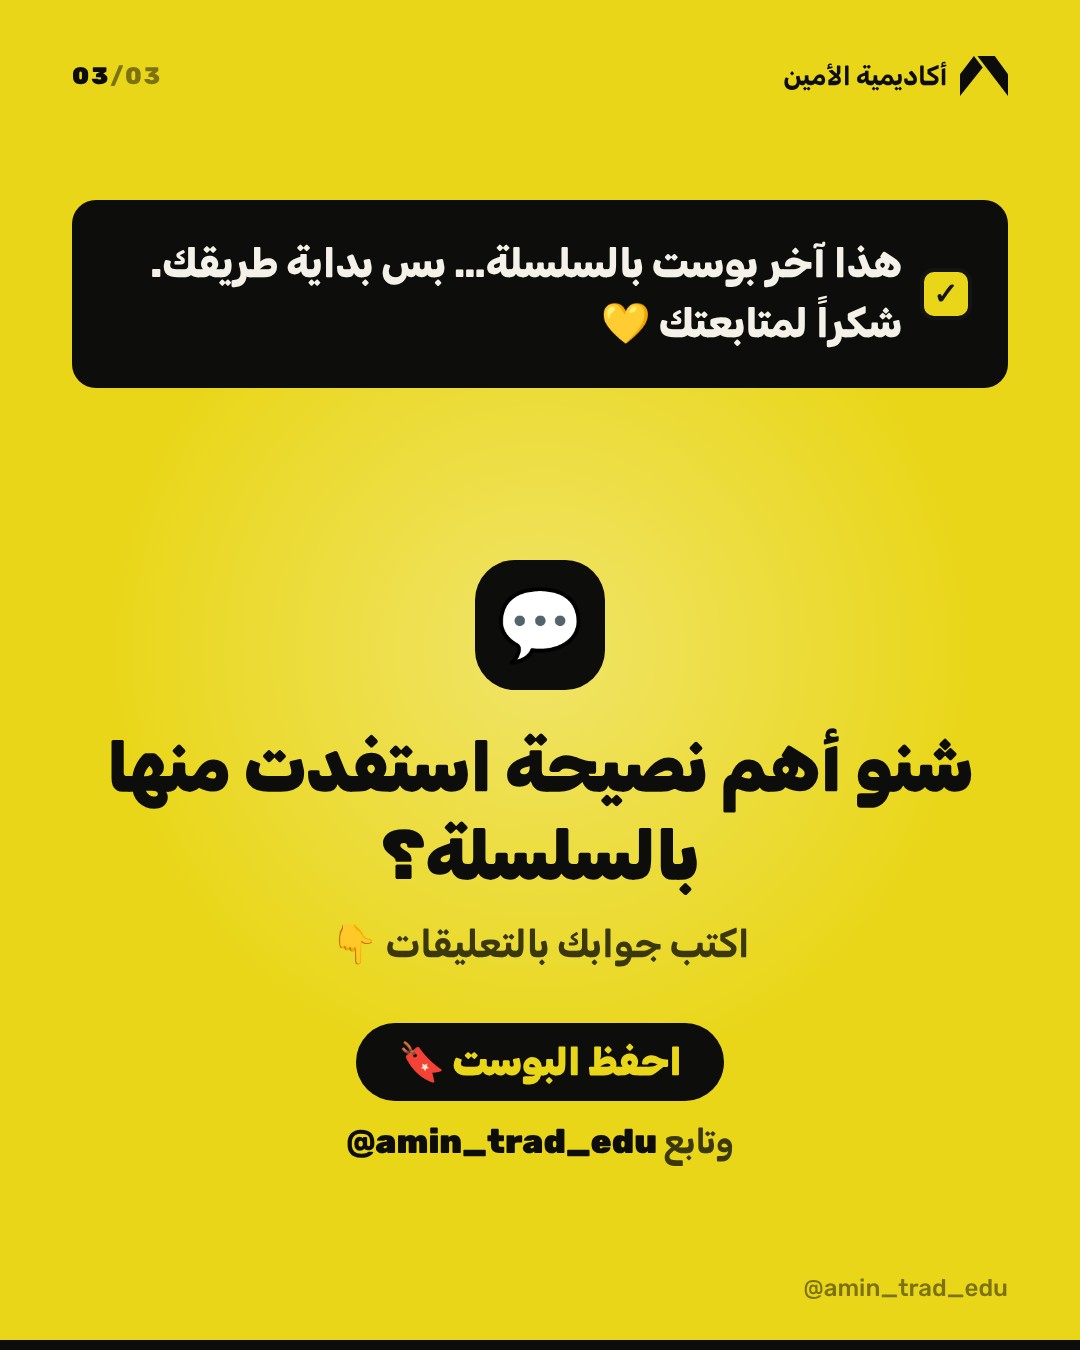 أكاديمية الأمين
03/03
هذا آخر بوست بالسلسلة... بس بداية طريقك.
شكراً لمتابعتك 💛
شنو أهم نصيحة استفدت منها
بالسلسلة؟
اكتب جوابك بالتعليقات 👇
احفظ البوست 🔖
وتابع @amin_trad_edu
@amin_trad_edu